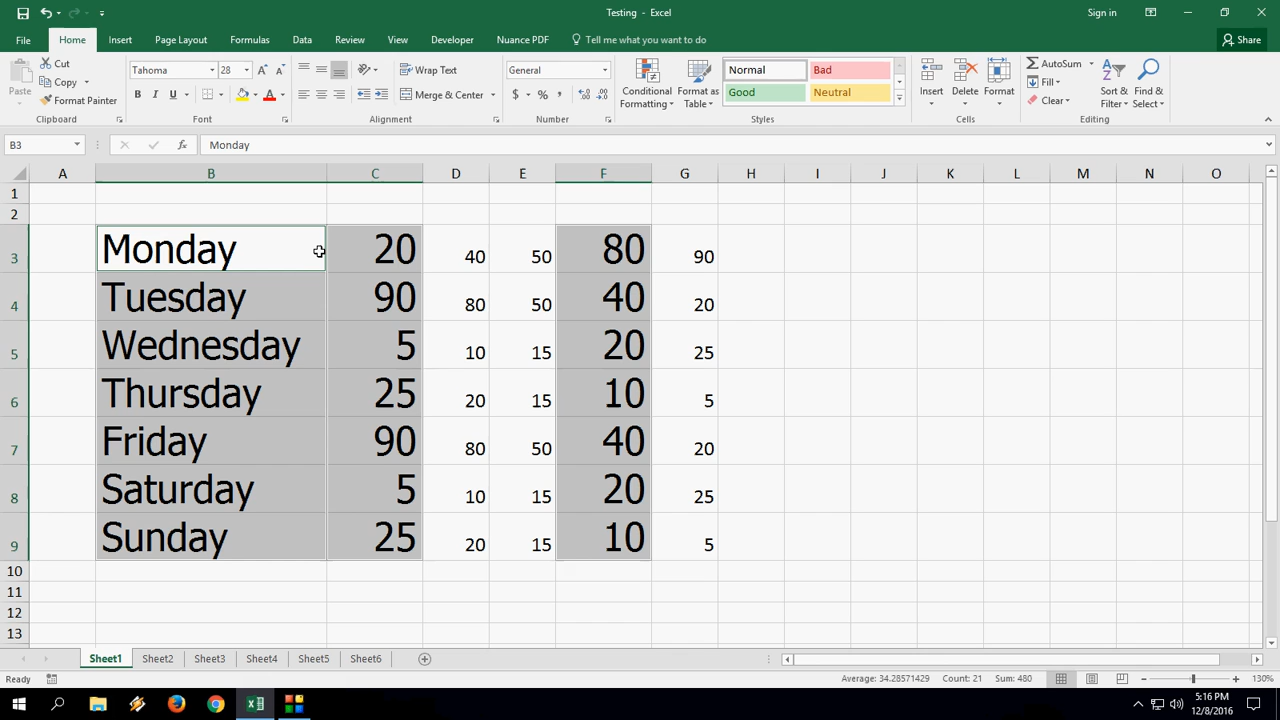 Testing - Excel
Sign in
File Home Insert Page Layout Formulas Data Review View Developer Nuance PDF Tell me what you want to do Share
Paste
Cut
Copy
Format Painter
Clipboard
Tahoma 28
B I U
Font
Wrap Text
Merge & Center
Alignment
General
$ % ,
Number
Conditional Formatting
Format as Table
Normal Bad
Good Neutral
Styles
Insert Delete Format
Cells
AutoSum
Fill
Clear
Sort & Filter
Find & Select
Editing
B3 fx Monday
A B C D E F G H I J K L M N O
1
2
3 Monday 20 40 50 80 90
4 Tuesday 90 80 50 40 20
5 Wednesday 5 10 15 20 25
6 Thursday 25 20 15 10 5
7 Friday 90 80 50 40 20
8 Saturday 5 10 15 20 25
9 Sunday 25 20 15 10 5
10
11
12
13
Sheet1 Sheet2 Sheet3 Sheet4 Sheet5 Sheet6
Ready Average: 34.28571429 Count: 21 Sum: 480 130%
5:16 PM
12/8/2016